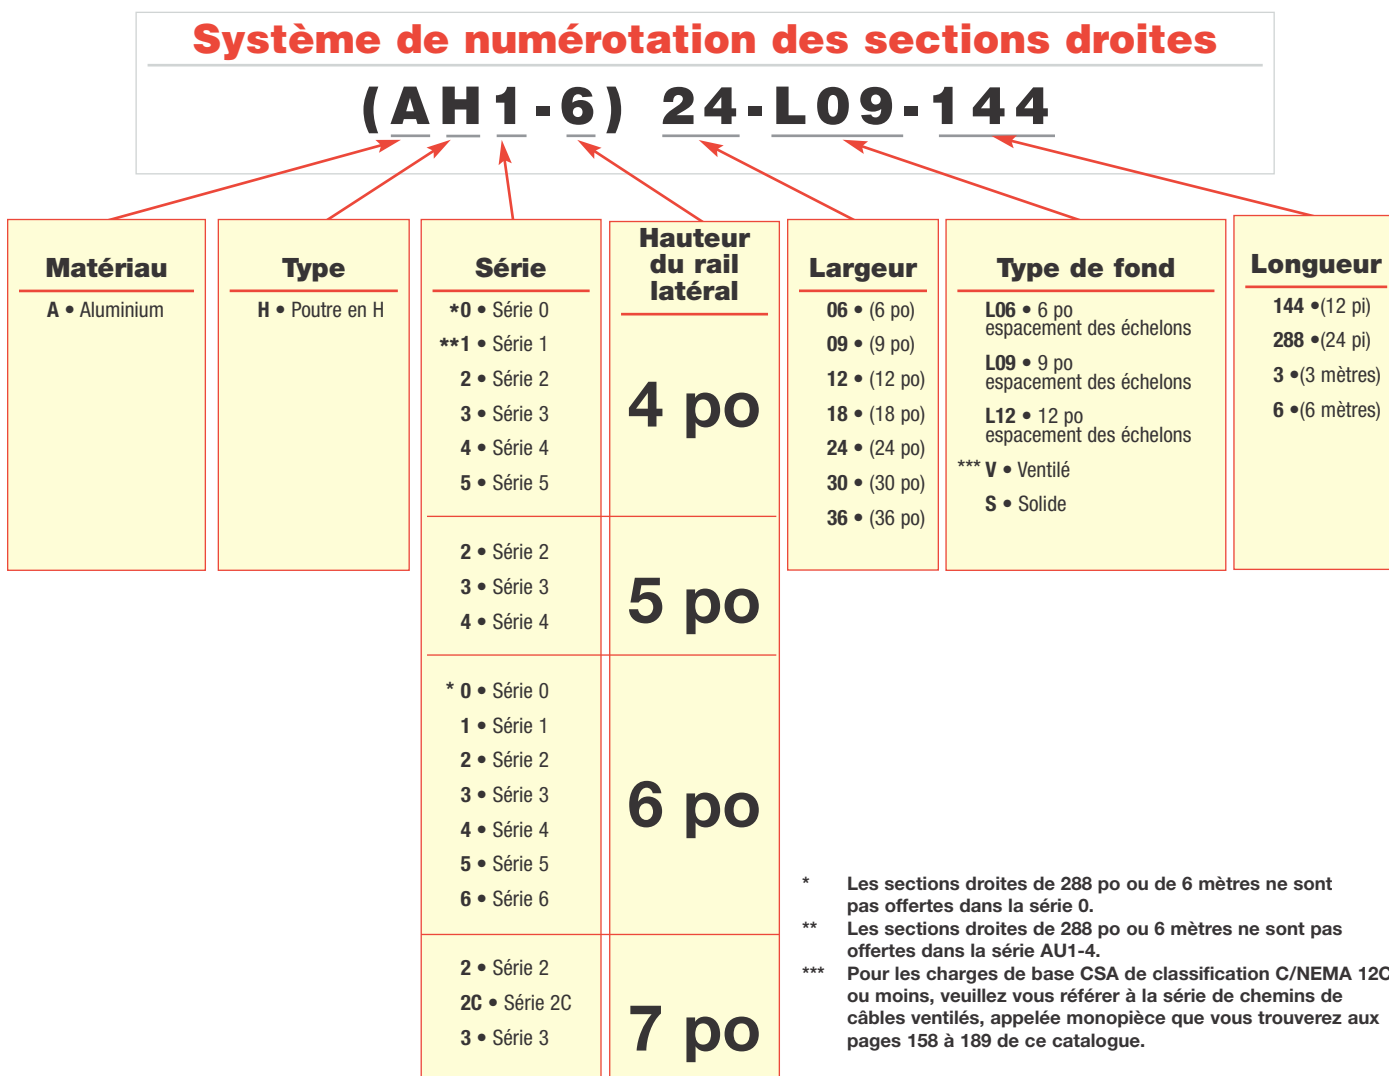 Système de numérotation des sections droites
(AH1-6) 24-L09-144
Matériau
A • Aluminium
Type
H • Poutre en H
Série
*0 • Série 0
**1 • Série 1
2 • Série 2
3 • Série 3
4 • Série 4
5 • Série 5
2 • Série 2
3 • Série 3
4 • Série 4
* 0 • Série 0
1 • Série 1
2 • Série 2
3 • Série 3
4 • Série 4
5 • Série 5
6 • Série 6
2 • Série 2
2C • Série 2C
3 • Série 3
Hauteur
du rail
latéral
4 po
5 po
6 po
7 po
Largeur
06 • (6 po)
09 • (9 po)
12 • (12 po)
18 • (18 po)
24 • (24 po)
30 • (30 po)
36 • (36 po)
Type de fond
L06 • 6 po
espacement des échelons
L09 • 9 po
espacement des échelons
L12 • 12 po
espacement des échelons
*** V • Ventilé
S • Solide
Longueur
144 •(12 pi)
288 •(24 pi)
3 •(3 mètres)
6 •(6 mètres)
* Les sections droites de 288 po ou de 6 mètres ne sont
pas offertes dans la série 0.
** Les sections droites de 288 po ou 6 mètres ne sont pas
offertes dans la série AU1-4.
*** Pour les charges de base CSA de classification C/NEMA 12C
ou moins, veuillez vous référer à la série de chemins de
câbles ventilés, appelée monopièce que vous trouverez aux
pages 158 à 189 de ce catalogue.